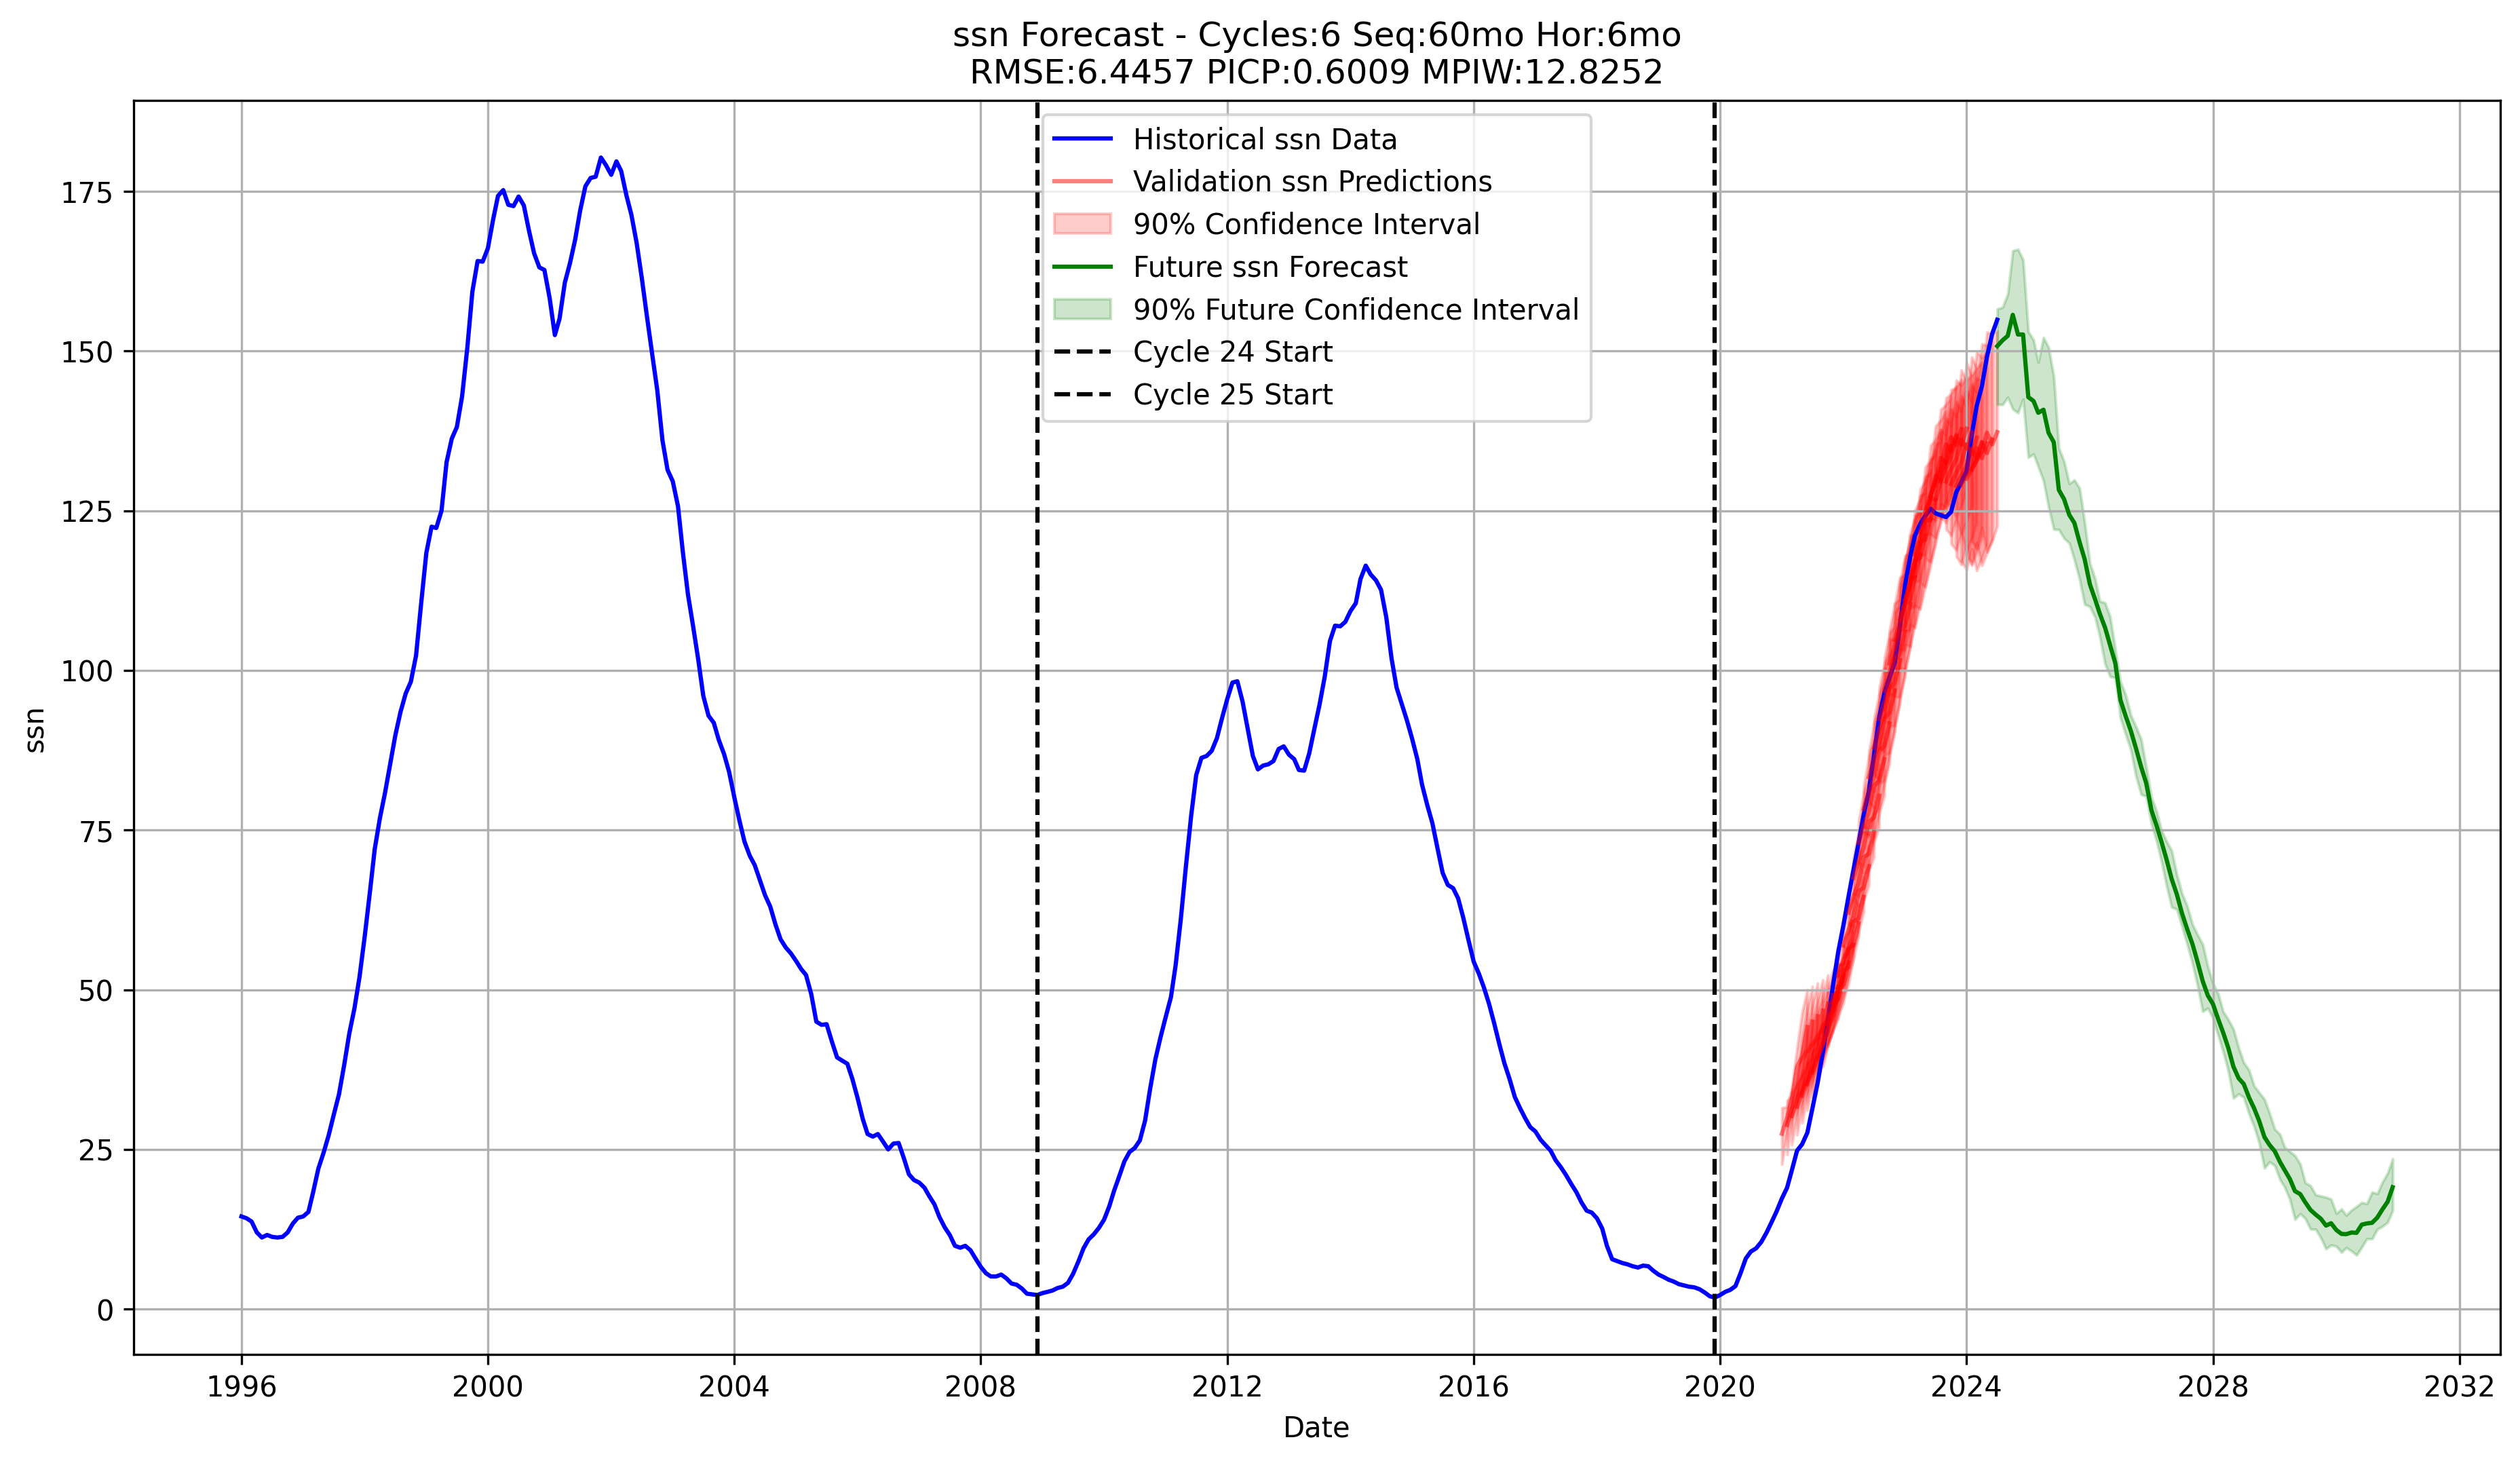 ssn Forecast - Cycles:6 Seq:60mo Hor:6mo
RMSE:6.4457 PICP:0.6009 MPIW:12.8252
Historical ssn Data
Validation ssn Predictions
90% Confidence Interval
Future ssn Forecast
90% Future Confidence Interval
Cycle 24 Start
Cycle 25 Start
175
150
125
100
75
50
25
0
ssn
1996 2000 2004 2008 2012 2016 2020 2024 2028 2032
Date